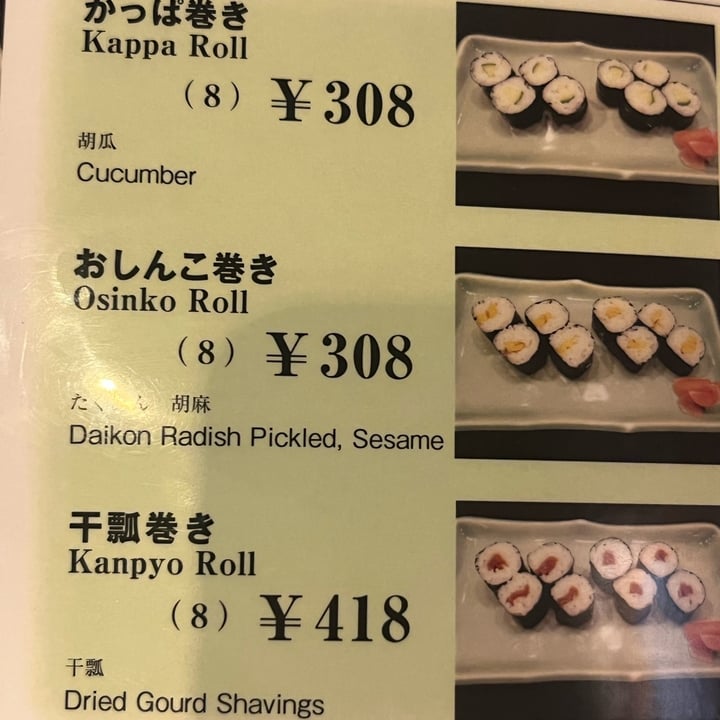 かっぱ巻き
Kappa Roll
(8) ¥308
胡瓜
Cucumber
おしんこ巻き
Osinko Roll
(8) ¥308
胡麻
Daikon Radish Pickled, Sesame
干瓢巻き
Kanpyo Roll
(8) ¥418
干瓢
Dried Gourd Shavings